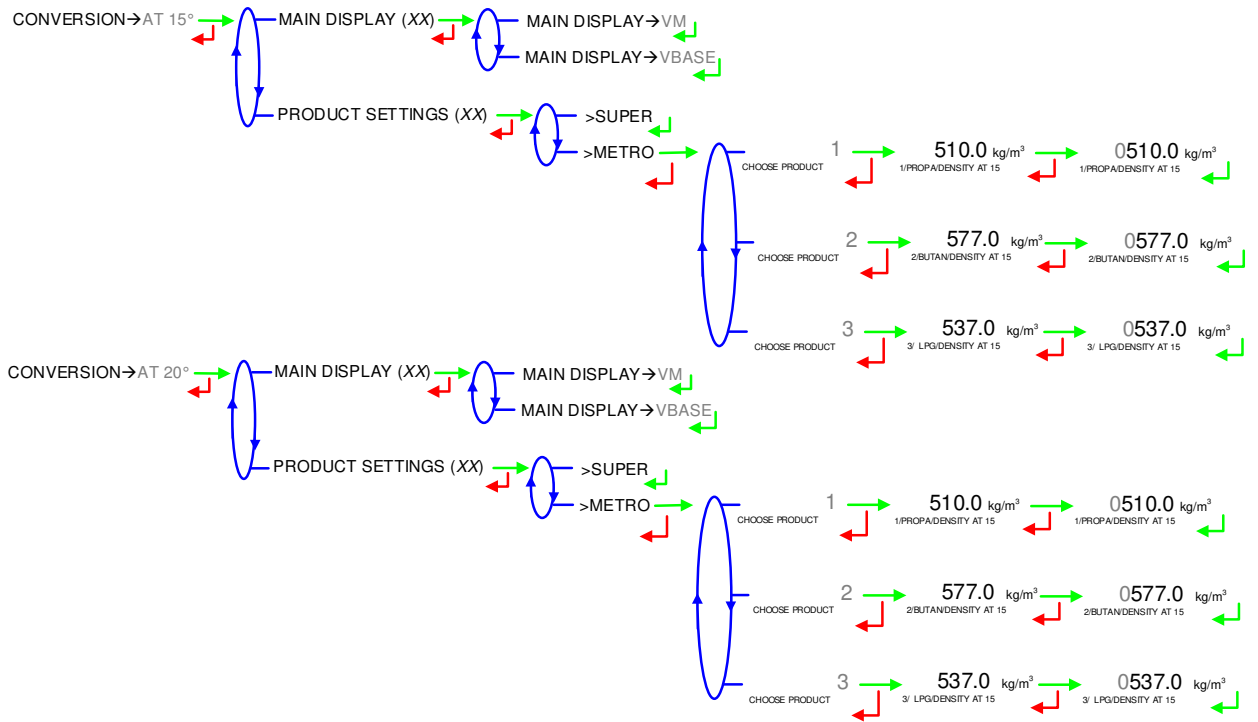 CONVERSION→AT 15° MAIN DISPLAY (XX) MAIN DISPLAY→VM
MAIN DISPLAY→VBASE
PRODUCT SETTINGS (XX) >SUPER
>METRO
CHOOSE PRODUCT 1 510.0 kg/m³ 0510.0 kg/m³
1/PROPA/DENSITY AT 15 1/PROPA/DENSITY AT 15
CHOOSE PRODUCT 2 577.0 kg/m³ 0577.0 kg/m³
2/BUTAN/DENSITY AT 15 2/BUTAN/DENSITY AT 15
CHOOSE PRODUCT 3 537.0 kg/m³ 0537.0 kg/m³
3/ LPG/DENSITY AT 15 3/ LPG/DENSITY AT 15
CONVERSION→AT 20° MAIN DISPLAY (XX) MAIN DISPLAY→VM
MAIN DISPLAY→VBASE
PRODUCT SETTINGS (XX) >SUPER
>METRO
CHOOSE PRODUCT 1 510.0 kg/m³ 0510.0 kg/m³
1/PROPA/DENSITY AT 15 1/PROPA/DENSITY AT 15
CHOOSE PRODUCT 2 577.0 kg/m³ 0577.0 kg/m³
2/BUTAN/DENSITY AT 15 2/BUTAN/DENSITY AT 15
CHOOSE PRODUCT 3 537.0 kg/m³ 0537.0 kg/m³
3/ LPG/DENSITY AT 15 3/ LPG/DENSITY AT 15